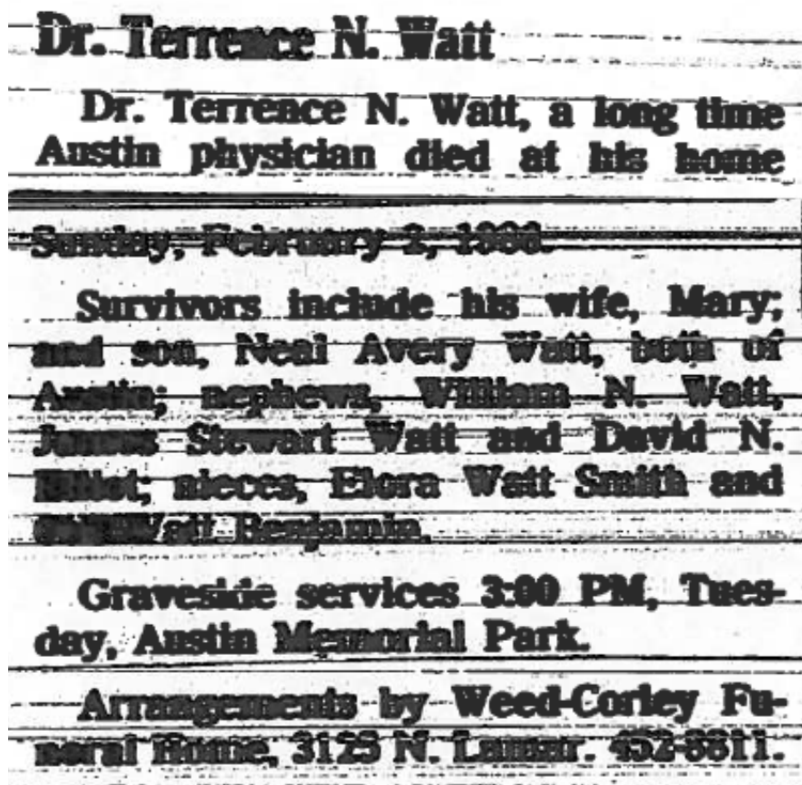 Dr. Terrence N. Watt
Dr. Terrence N. Watt, a long time
Austin physician died at his home
Sunday, February 2,
Survivors include his wife, Mary;
and son, Neal Avery Watt, both of
Austin; nephews, William N. Watt,
James Stewart Watt and David N.
nieces, Elora Watt Smith and
Watt Benjamin.
Graveside services 3:00 PM, Tues-
day, Austin Memorial Park.
Arrangements by Weed-Corley Fu-
neral Home, 3125 N. Lamar. 452-8811.